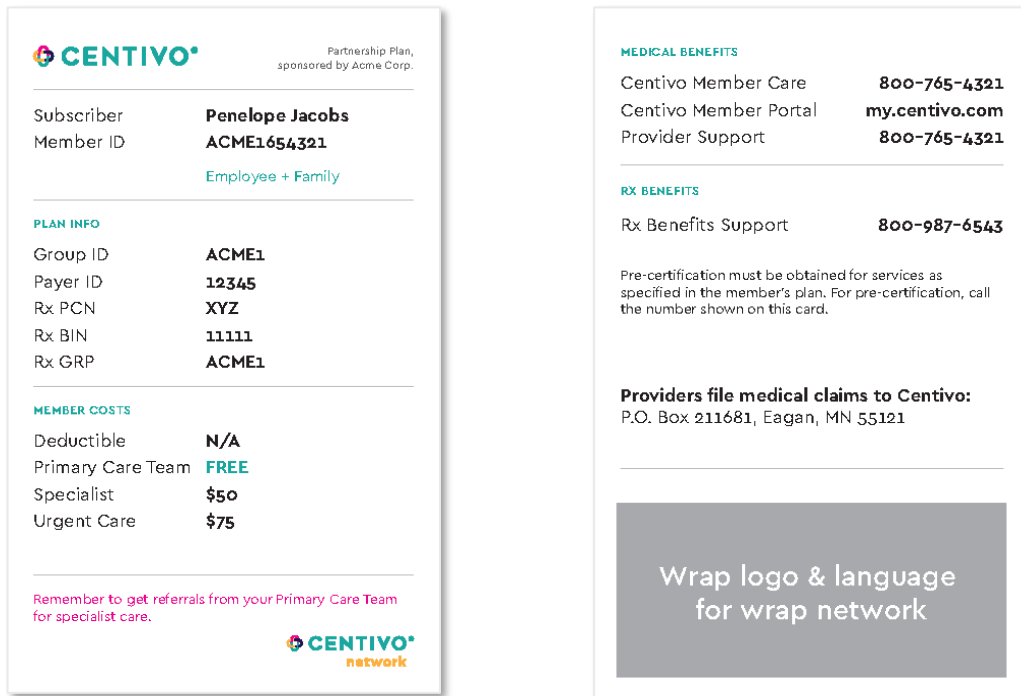 CENTIVO
Partnership Plan,
sponsored by Acme Corp.
Subscriber Penelope Jacobs
Member ID ACME1654321
Employee + Family
PLAN INFO
Group ID ACME1
Payer ID 12345
Rx PCN XYZ
Rx BIN 11111
Rx GRP ACME1
MEMBER COSTS
Deductible N/A
Primary Care Team FREE
Specialist $50
Urgent Care $75
Remember to get referrals from your Primary Care Team
for specialist care.
CENTIVO
network
MEDICAL BENEFITS
Centivo Member Care 800-765-4321
Centivo Member Portal my.centivo.com
Provider Support 800-765-4321
RX BENEFITS
Rx Benefits Support 800-987-6543
Pre-certification must be obtained for services as
specified in the member's plan. For pre-certification, call
the number shown on this card.
Providers file medical claims to Centivo:
P.O. Box 211681, Eagan, MN 55121
Wrap logo & language
for wrap network